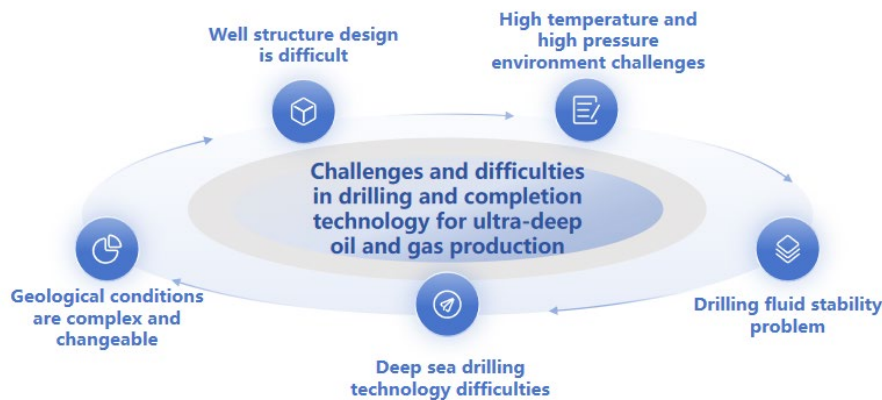 Well structure design
is difficult
High temperature and
high pressure
environment challenges
Challenges and difficulties
in drilling and completion
technology for ultra-deep
oil and gas production
Geological conditions
are complex and
changeable
Drilling fluid stability
problem
Deep sea drilling
technology difficulties